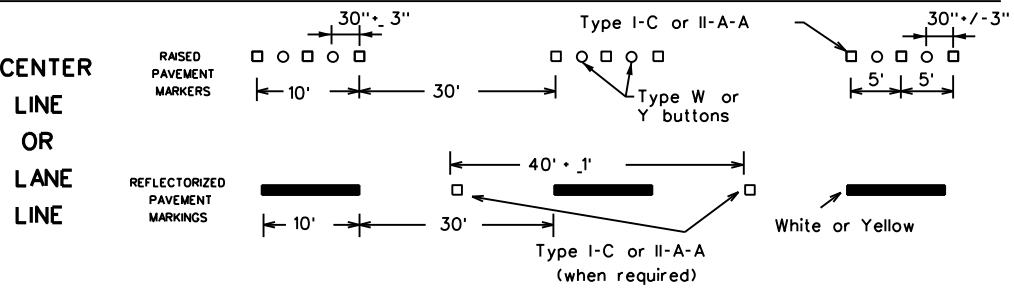 30"+_ 3"
Type I-C or II-A-A
30"+/-3"
CENTER
LINE
OR
LANE
LINE
RAISED
PAVEMENT
MARKERS
10'
30'
Type W or
Y buttons
5'
5'
40' + _1'
REFLECTORIZED
PAVEMENT
MARKINGS
10'
30'
Type I-C or II-A-A
(when required)
White or Yellow